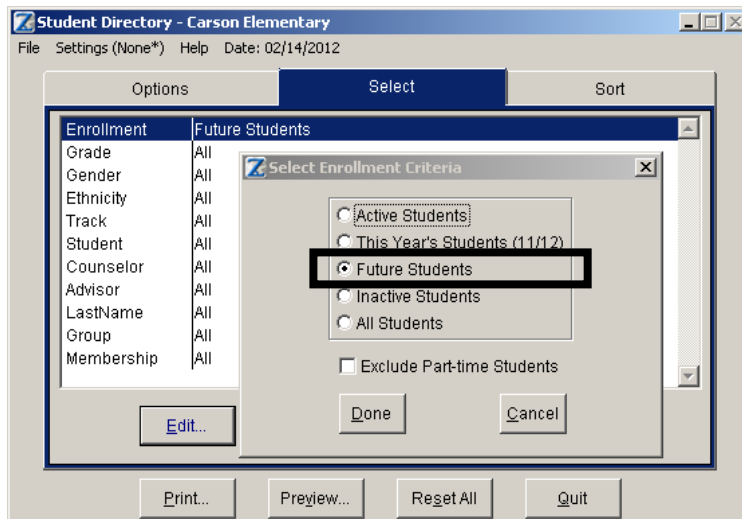 Student Directory - Carson Elementary
File Settings (None*) Help Date: 02/14/2012
Options Select Sort
Enrollment Future Students
Grade All
Gender All
Ethnicity All
Track All
Student All
Counselor All
Advisor All
LastName All
Group All
Membership All
Select Enrollment Criteria
Active Students
This Year's Students (11/12)
Future Students
Inactive Students
All Students
Exclude Part-time Students
Done Cancel
Edit...
Print... Preview... Reset All Quit